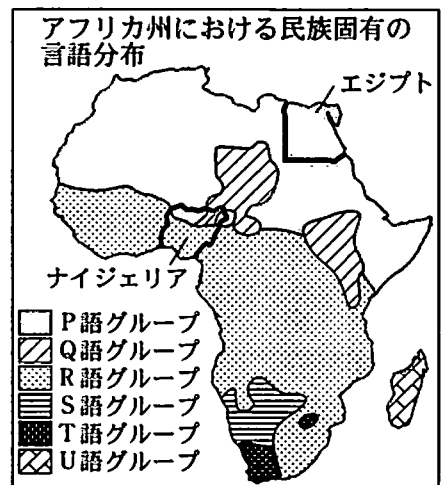 アフリカ州における民族固有の
言語分布
エジプト
ナイジェリア
P語グループ
Q語グループ
R語グループ
S語グループ
T語グループ
U語グループ